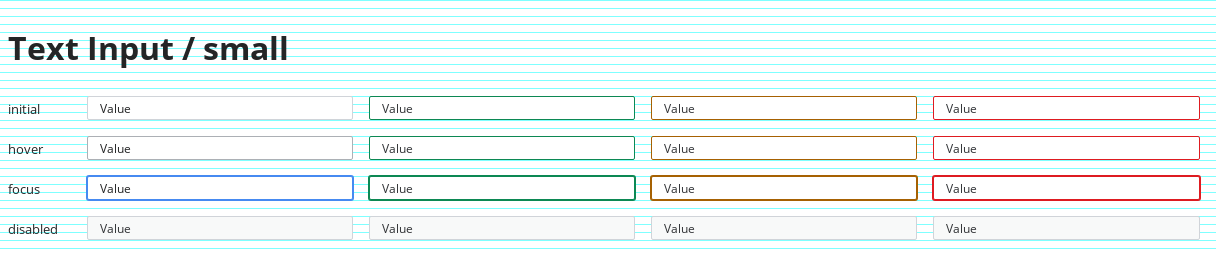 Text Input / small
initial Value Value Value Value
hover Value Value Value Value
focus Value Value Value Value
disabled Value Value Value Value